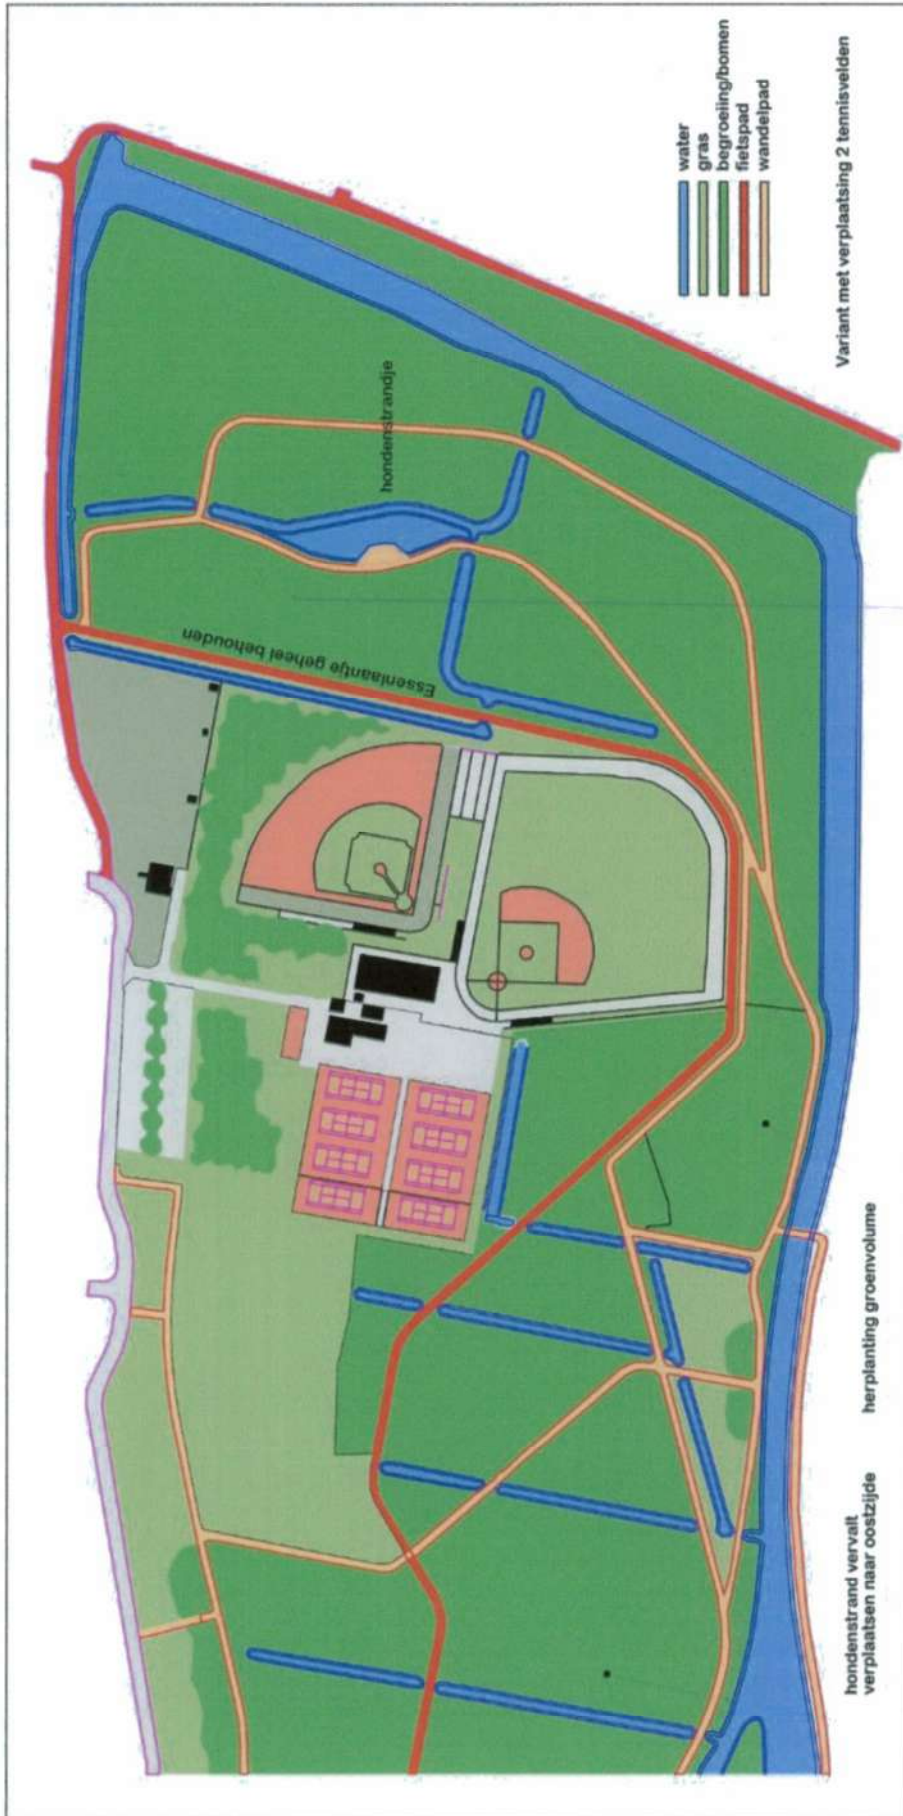 water
gras
begroeiing/bomen
fietspad
wandelpad
Variant met verplaatsing 2 tennisvelden
hondenstrandje
Essenlaantje geheel behouden
herplanting groenvolume
hondenstrand vervalt
verplaatsen naar oostzijde